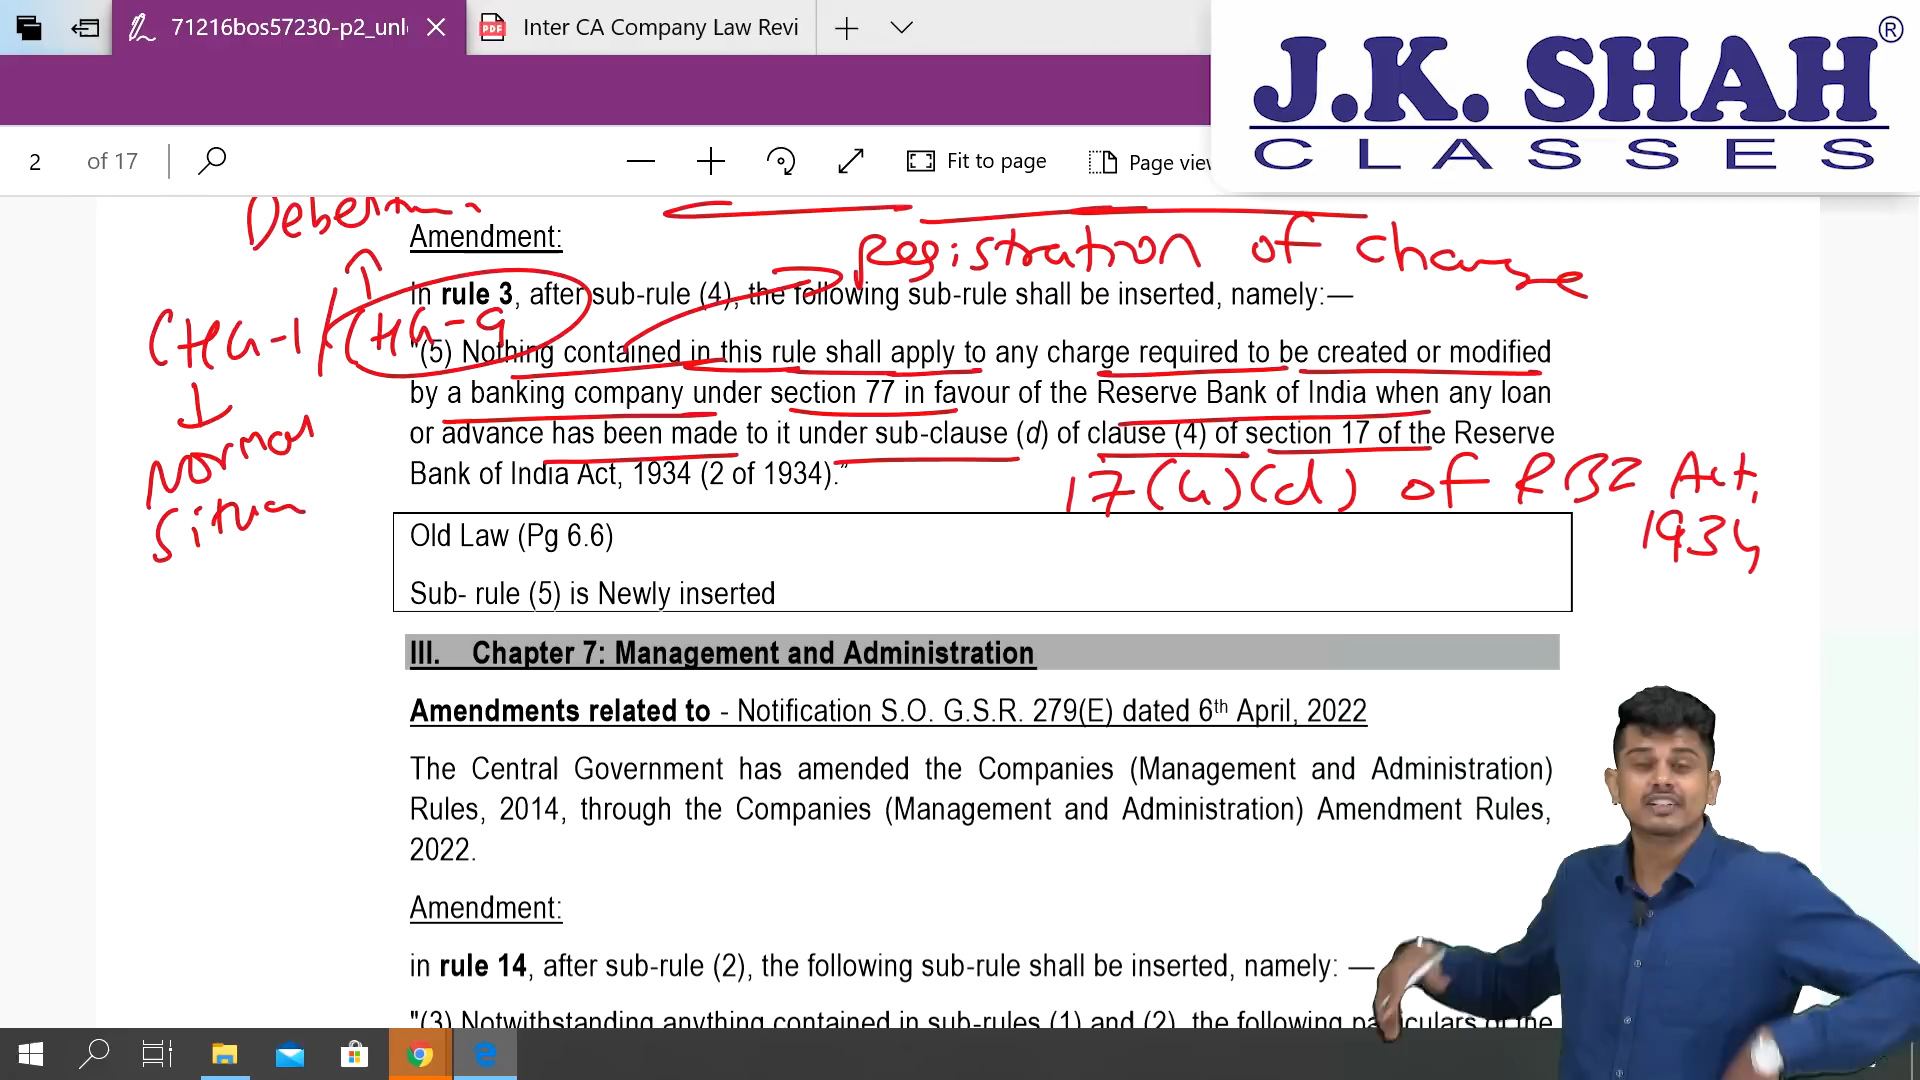 71216bos57230-p2_unl
Inter CA Company Law Revi
J.K. SHAH®
CLASSES
2 of 17
Fit to page
Page view
Amendment:
Registration of charge
In rule 3, after sub-rule (4), the following sub-rule shall be inserted, namely:—
CHG-1 / CHG-9
"(5) Nothing contained in this rule shall apply to any charge required to be created or modified
by a banking company under section 77 in favour of the Reserve Bank of India when any loan
or advance has been made to it under sub-clause (d) of clause (4) of section 17 of the Reserve
Bank of India Act, 1934 (2 of 1934)."
Normal
17(4)(d) of RBI Act,
1934
Old Law (Pg 6.6)
Sub- rule (5) is Newly inserted
III. Chapter 7: Management and Administration
Amendments related to - Notification S.O. G.S.R. 279(E) dated 6th April, 2022
The Central Government has amended the Companies (Management and Administration)
Rules, 2014, through the Companies (Management and Administration) Amendment Rules,
2022.
Amendment:
in rule 14, after sub-rule (2), the following sub-rule shall be inserted, namely: —
"(3) Notwithstanding anything contained in sub-rules (1) and (2), the following particulars of the